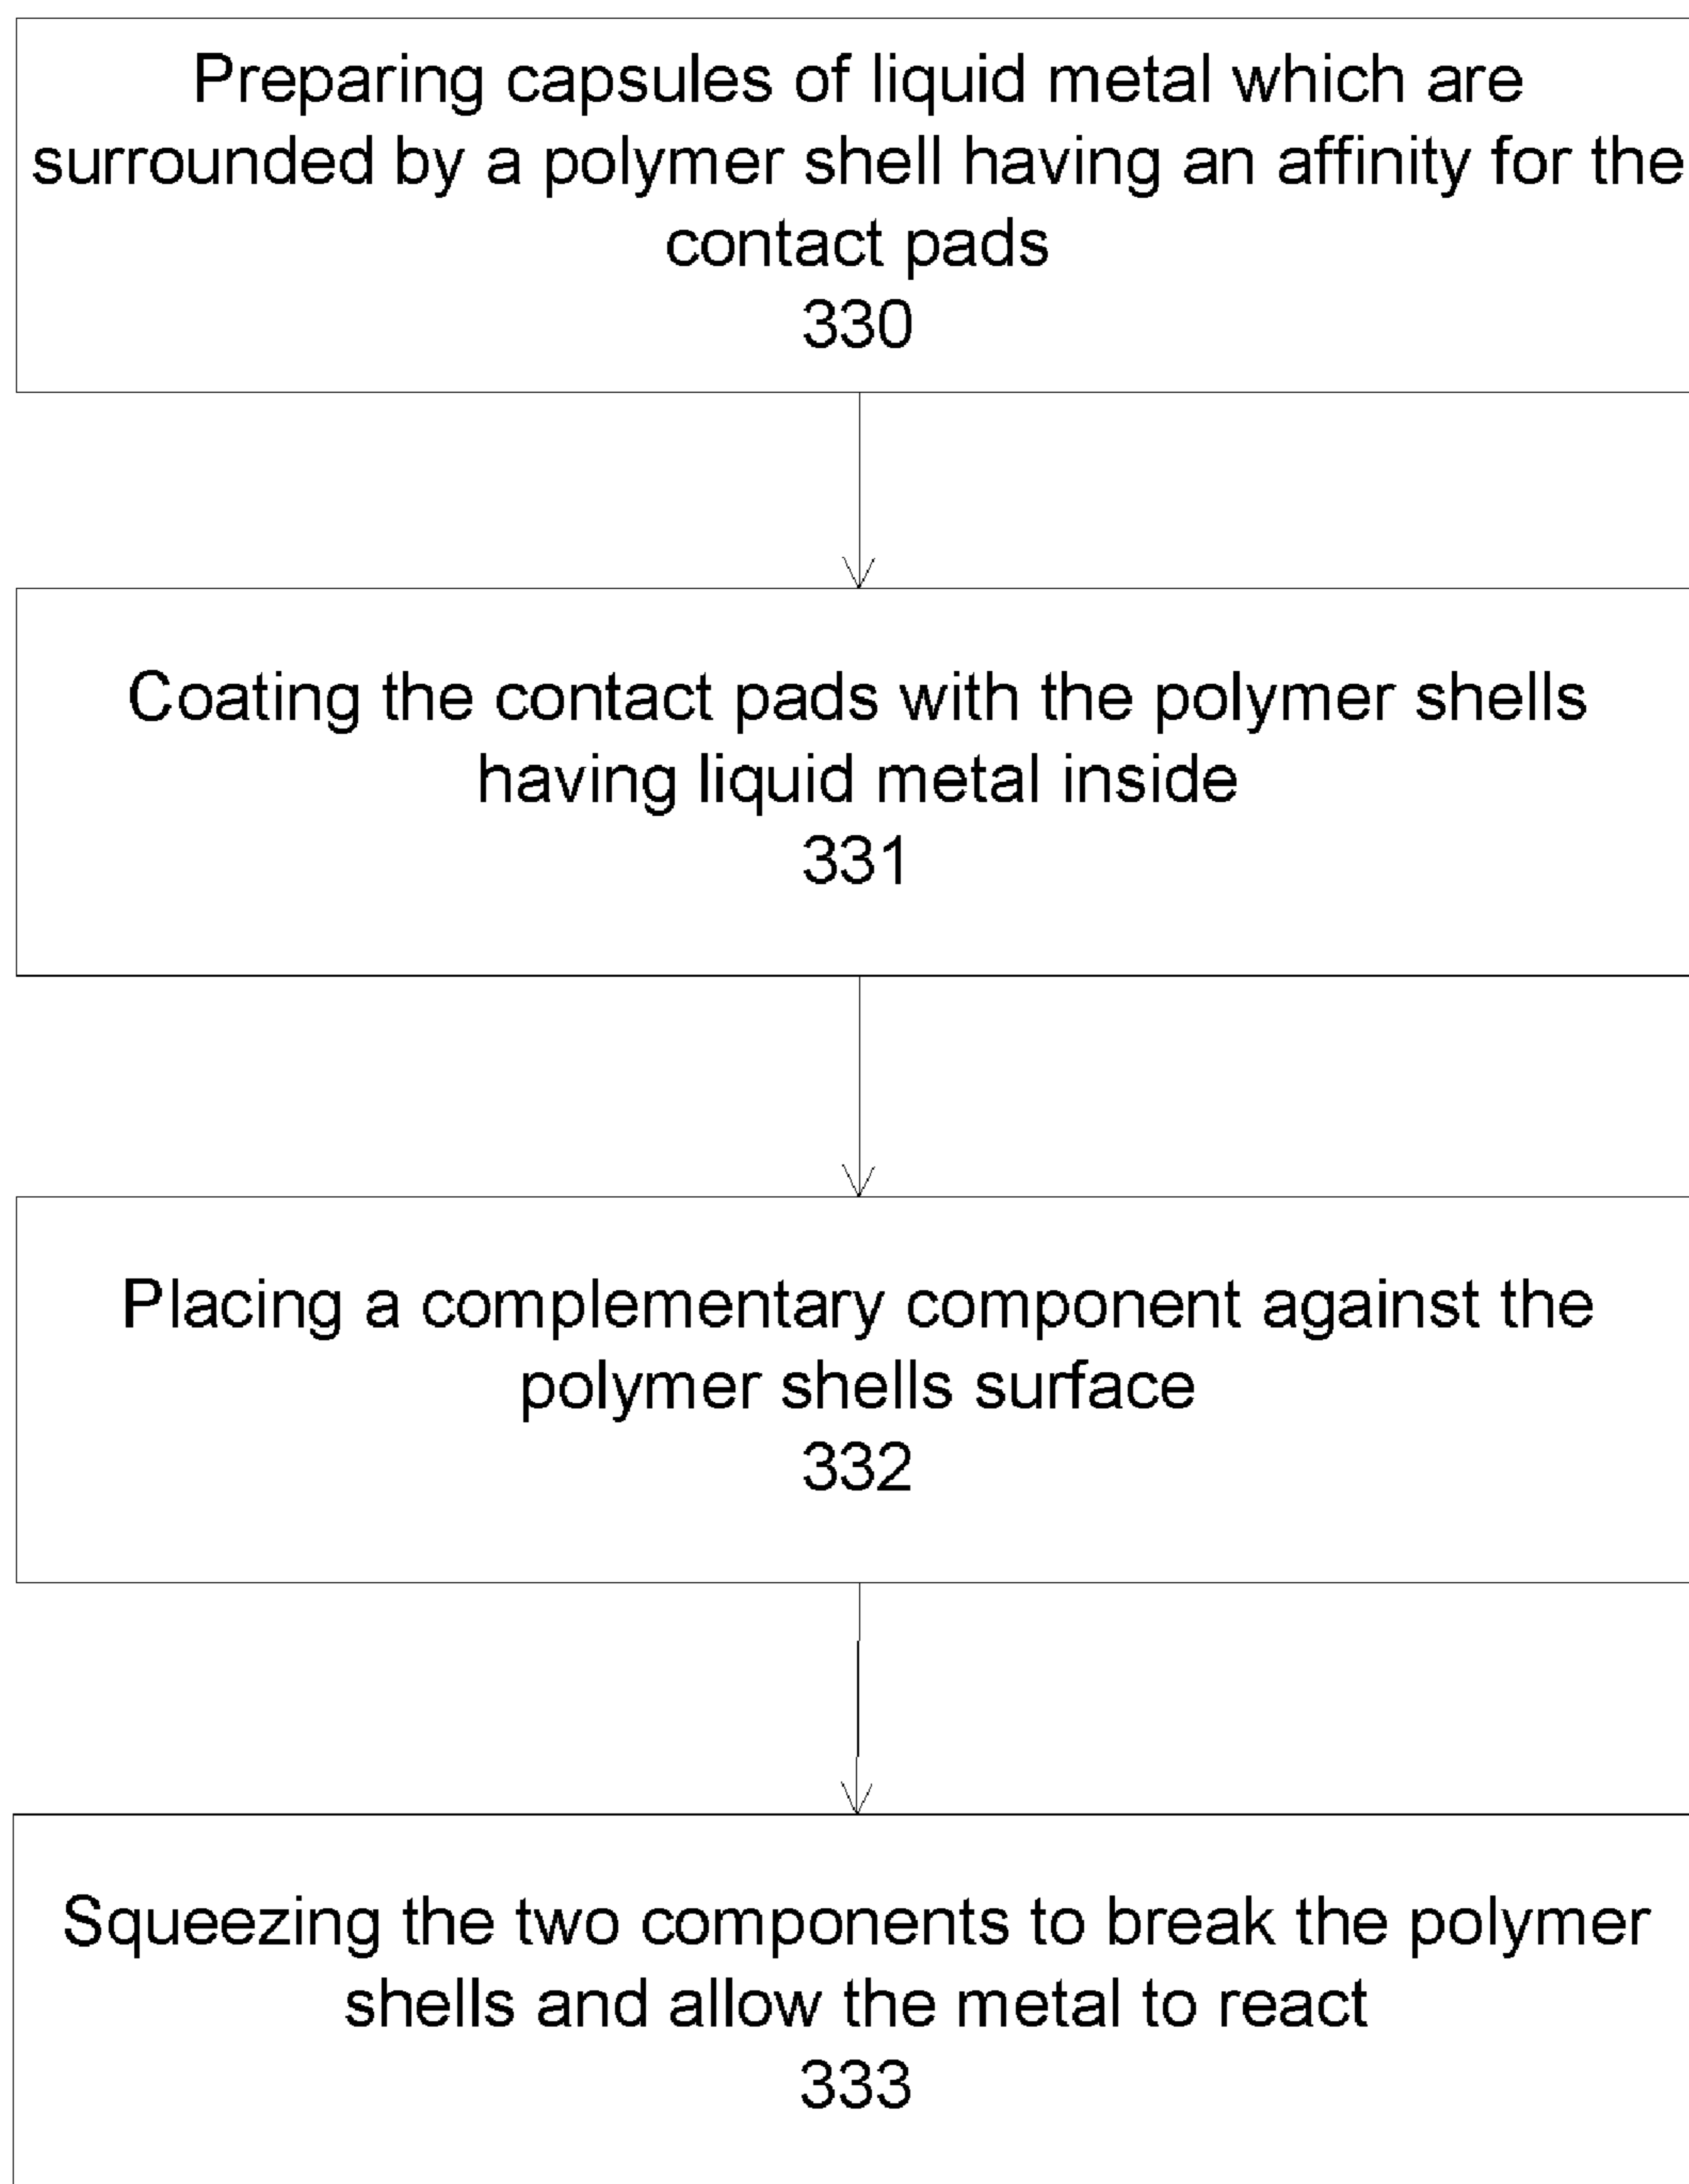 Preparing capsules of liquid metal which are
surrounded by a polymer shell having an affinity for the
contact pads
330
Coating the contact pads with the polymer shells
having liquid metal inside
331
Placing a complementary component against the
polymer shells surface
332
Squeezing the two components to break the polymer
shells and allow the metal to react
333